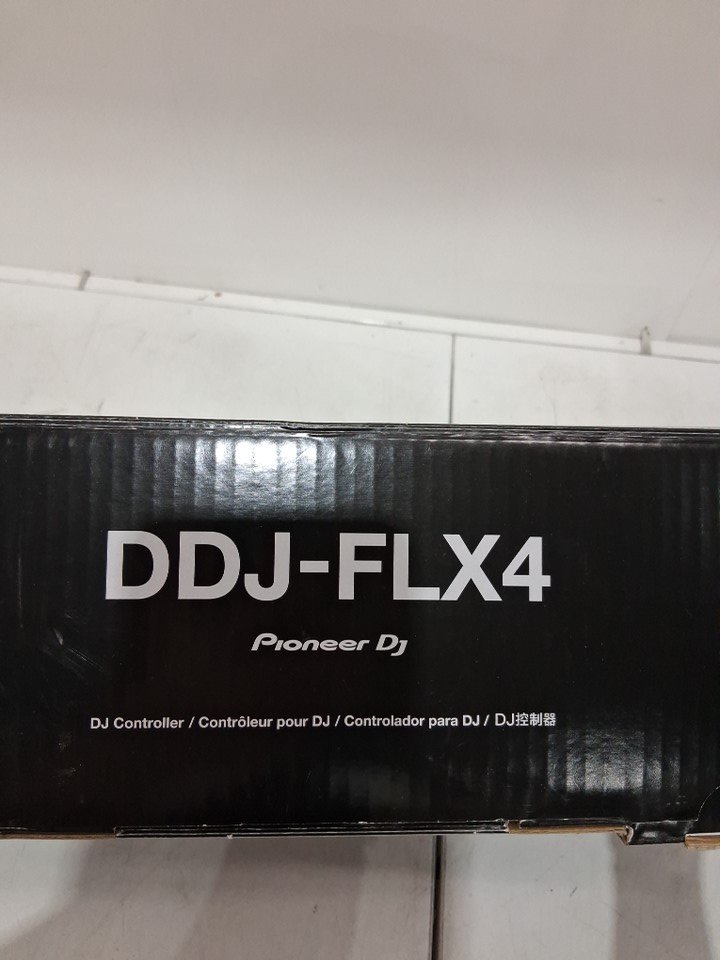 DDJ-FLX4
Pioneer Dj
DJ Controller / Contrôleur pour DJ / Controlador para DJ / DJ控制器